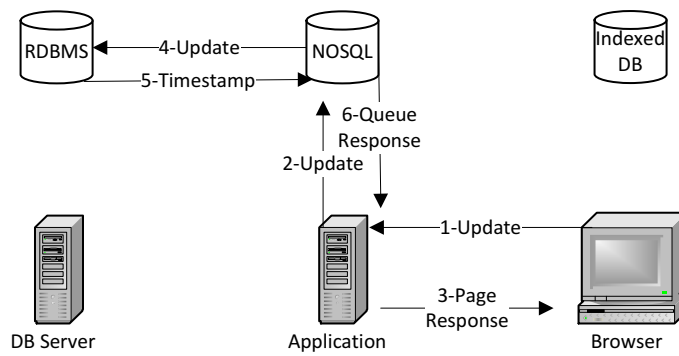 RDBMS
4-Update
NOSQL
Indexed
DB
5-Timestamp
6-Queue
Response
2-Update
1-Update
3-Page
Response
DB Server
Application
Browser